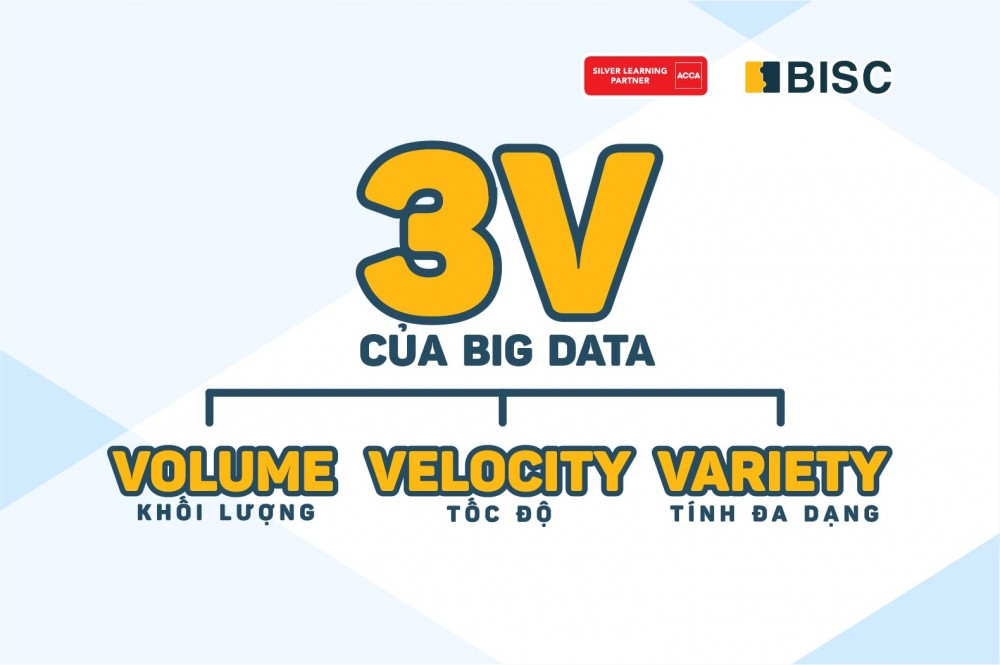 SILVER LEARNING
PARTNER
ACCA
BISC
3V
CỦA BIG DATA
VOLUME VELOCITY VARIETY
KHỐI LƯỢNG TỐC ĐỘ TÍNH ĐA DẠNG